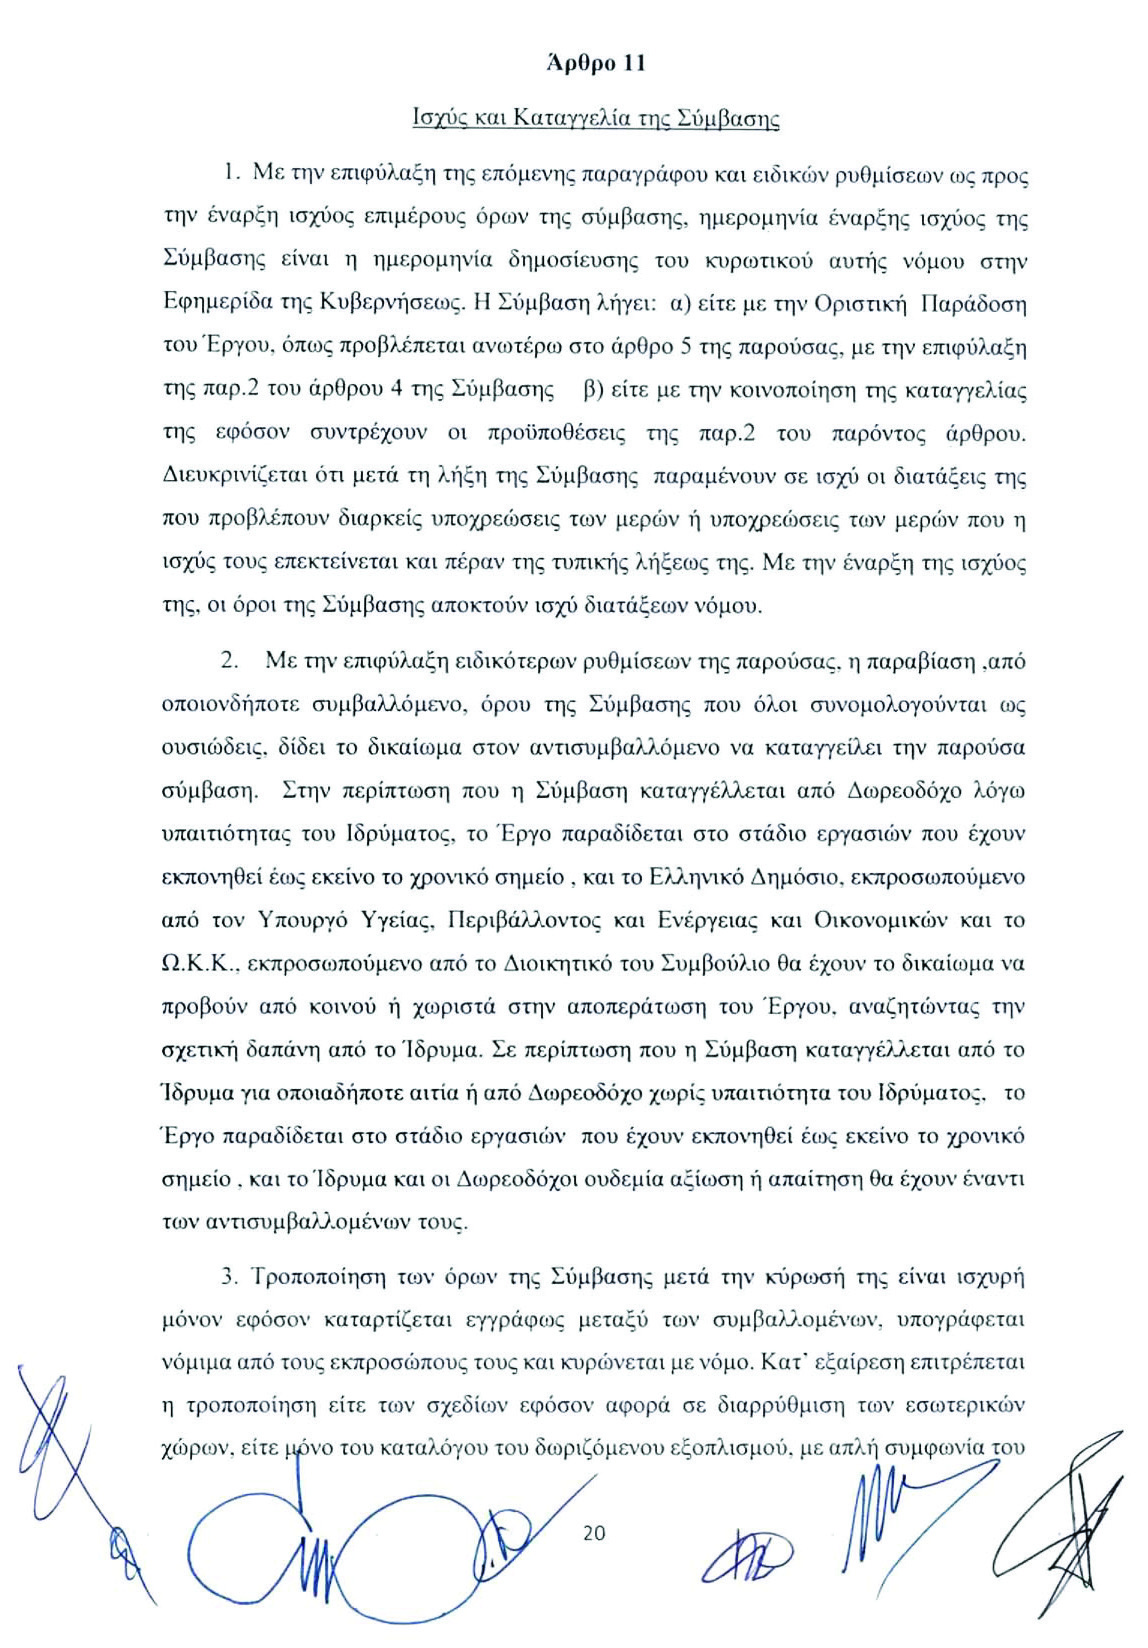 Άρθρο 11
Ισχύς και Καταγγελία της Σύμβασης
1. Με την επιφύλαξη της επόμενης παραγράφου και ειδικών ρυθμίσεων ως προς
την έναρξη ισχύος επιμέρους όρων της σύμβασης, ημερομηνία έναρξης ισχύος της
Σύμβασης είναι η ημερομηνία δημοσίευσης του κυρωτικού αυτής νόμου στην
Εφημερίδα της Κυβερνήσεως. Η Σύμβαση λήγει: α) είτε με την Οριστική Παράδοση
του Έργου, όπως προβλέπεται ανωτέρω στο άρθρο 5 της παρούσας, με την επιφύλαξη
της παρ.2 του άρθρου 4 της Σύμβασης β) είτε με την κοινοποίηση της καταγγελίας
της εφόσον συντρέχουν οι προϋποθέσεις της παρ.2 του παρόντος άρθρου.
Διευκρινίζεται ότι μετά τη λήξη της Σύμβασης παραμένουν σε ισχύ οι διατάξεις της
που προβλέπουν διαρκείς υποχρεώσεις των μερών ή υποχρεώσεις των μερών που η
ισχύς τους επεκτείνεται και πέραν της τυπικής λήξεως της. Με την έναρξη της ισχύος
της, οι όροι της Σύμβασης αποκτούν ισχύ διατάξεων νόμου.
2. Με την επιφύλαξη ειδικότερων ρυθμίσεων της παρούσας, η παραβίαση ,από
οποιονδήποτε συμβαλλόμενο, όρου της Σύμβασης που όλοι συνομολογούνται ως
ουσιώδεις, δίδει το δικαίωμα στον αντισυμβαλλόμενο να καταγγείλει την παρούσα
σύμβαση. Στην περίπτωση που η Σύμβαση καταγγέλλεται από Δωρεοδόχο λόγω
υπαιτιότητας του Ιδρύματος, το Έργο παραδίδεται στο στάδιο εργασιών που έχουν
εκπονηθεί έως εκείνο το χρονικό σημείο , και το Ελληνικό Δημόσιο, εκπροσωπούμενο
από τον Υπουργό Υγείας, Περιβάλλοντος και Ενέργειας και Οικονομικών και το
Ω.Κ.Κ., εκπροσωπούμενο από το Διοικητικό του Συμβούλιο θα έχουν το δικαίωμα να
προβούν από κοινού ή χωριστά στην αποπεράτωση του Έργου, αναζητώντας την
σχετική δαπάνη από το Ίδρυμα. Σε περίπτωση που η Σύμβαση καταγγέλλεται από το
Ίδρυμα για οποιαδήποτε αιτία ή από Δωρεοδόχο χωρίς υπαιτιότητα του Ιδρύματος, το
Έργο παραδίδεται στο στάδιο εργασιών που έχουν εκπονηθεί έως εκείνο το χρονικό
σημείο , και το Ίδρυμα και οι Δωρεοδόχοι ουδεμία αξίωση ή απαίτηση θα έχουν έναντι
των αντισυμβαλλομένων τους.
3. Τροποποίηση των όρων της Σύμβασης μετά την κύρωσή της είναι ισχυρή
μόνον εφόσον καταρτίζεται εγγράφως μεταξύ των συμβαλλομένων, υπογράφεται
νόμιμα από τους εκπροσώπους τους και κυρώνεται με νόμο. Κατ' εξαίρεση επιτρέπεται
η τροποποίηση είτε των σχεδίων εφόσον αφορά σε διαρρύθμιση των εσωτερικών
χώρων, είτε μόνο του καταλόγου του δωριζόμενου εξοπλισμού, με απλή συμφωνία του
20